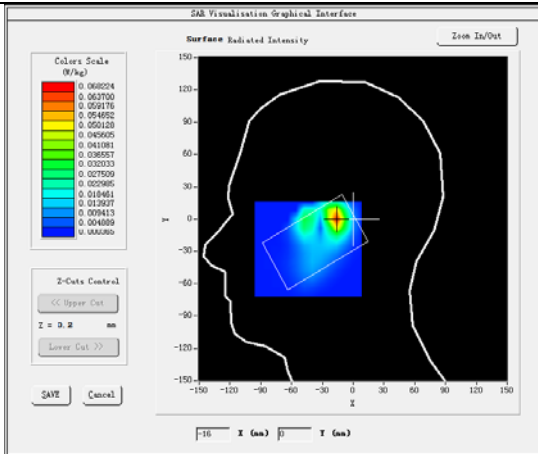 SAR Visualisation Graphical Interface
Surface Radiated Intensity
Zoom In/Out
Colors Scale
(W/kg)
0.068224
0.063700
0.059176
0.054652
0.050128
0.045605
0.041081
0.036557
0.032033
0.027509
0.022985
0.018461
0.013937
0.009413
0.004889
0.000365
Z-Cuts Control
<< Upper Cut
Z = 3.2 mm
Lower Cut >>
SAVE Cancel
150
120
90
60
30
0
-30
-60
-90
-120
-150
Y
-150 -120 -90 -60 -30 0 30 60 90 120 150
X
-16 X (mm) 0 Y (mm)